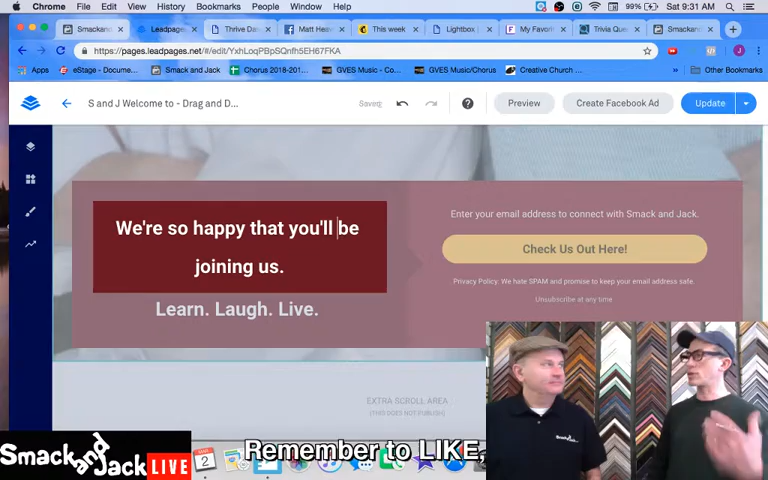 Chrome File Edit View History Bookmarks People Window Help 99% Sat 9:31 AM
Smackand Leadpages Thrive Da Matt Hea This week Lightbox My Favori Trivia Que Smackand
https://pages.leadpages.net/#/edit/YxhLoqPBpSQnfh5EH67FKA
Apps eStage - Docume... Smack and Jack Chorus 2018-201... GVES Music - Co... GVES Music/Chorus Creative Church ... Other Bookmarks
S and J Welcome to - Drag and D... Saving Preview Create Facebook Ad Update
We're so happy that you'll be
joining us.
Learn. Laugh. Live.
Enter your email address to connect with Smack and Jack.
Check Us Out Here!
Privacy Policy: We hate SPAM and promise to keep your email address safe.
Unsubscribe at any time
EXTRA SCROLL AREA
(THIS DOES NOT PUBLISH)
Smack and Jack LIVE
2
Remember to LIKE,